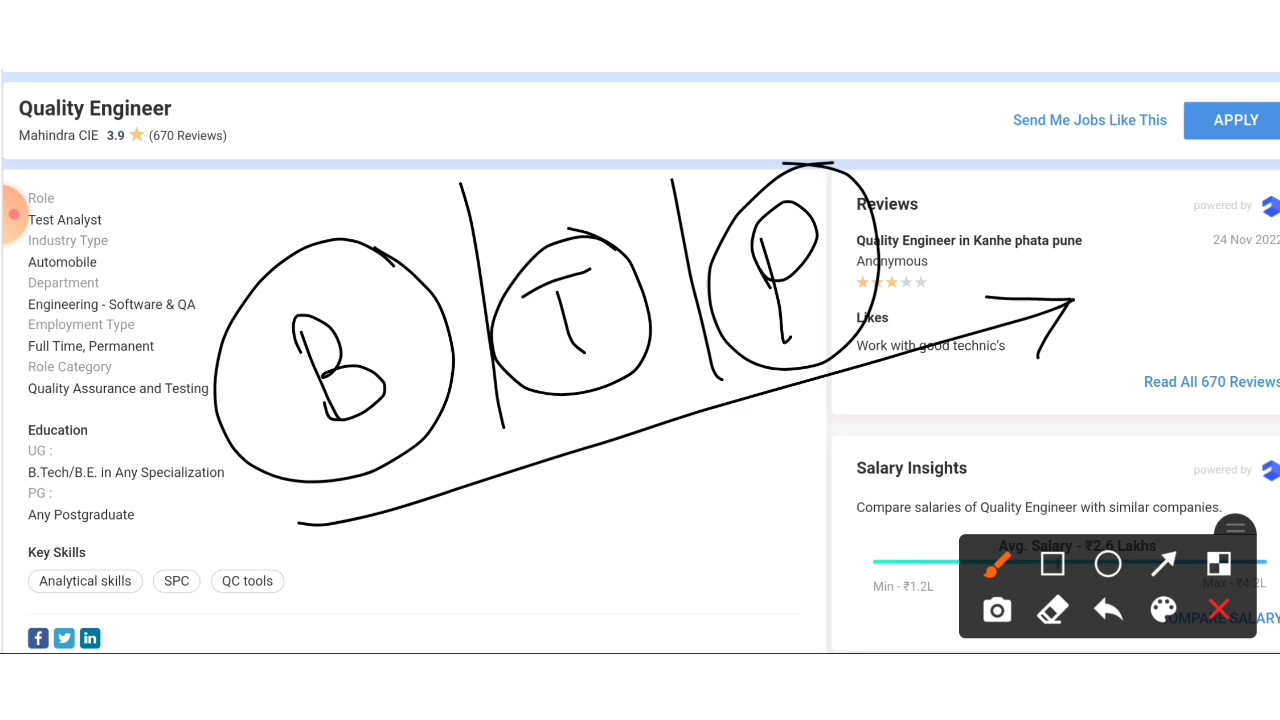 Quality Engineer
Mahindra CIE 3.9 (670 Reviews)
Send Me Jobs Like This
APPLY
Role
Test Analyst
Industry Type
Automobile
Department
Engineering - Software & QA
Employment Type
Full Time, Permanent
Role Category
Quality Assurance and Testing
Education
UG :
B.Tech/B.E. in Any Specialization
PG :
Any Postgraduate
Key Skills
Analytical skills SPC QC tools
B T P
Reviews powered by
Quality Engineer in Kanhe phata pune 24 Nov 2022
Anonymous
Likes
Work with good technic's
Read All 670 Reviews
Salary Insights powered by
Compare salaries of Quality Engineer with similar companies.
Avg. Salary - ₹2.6 Lakhs
Min - ₹1.2L Max - ₹4.2L
COMPARE SALARY